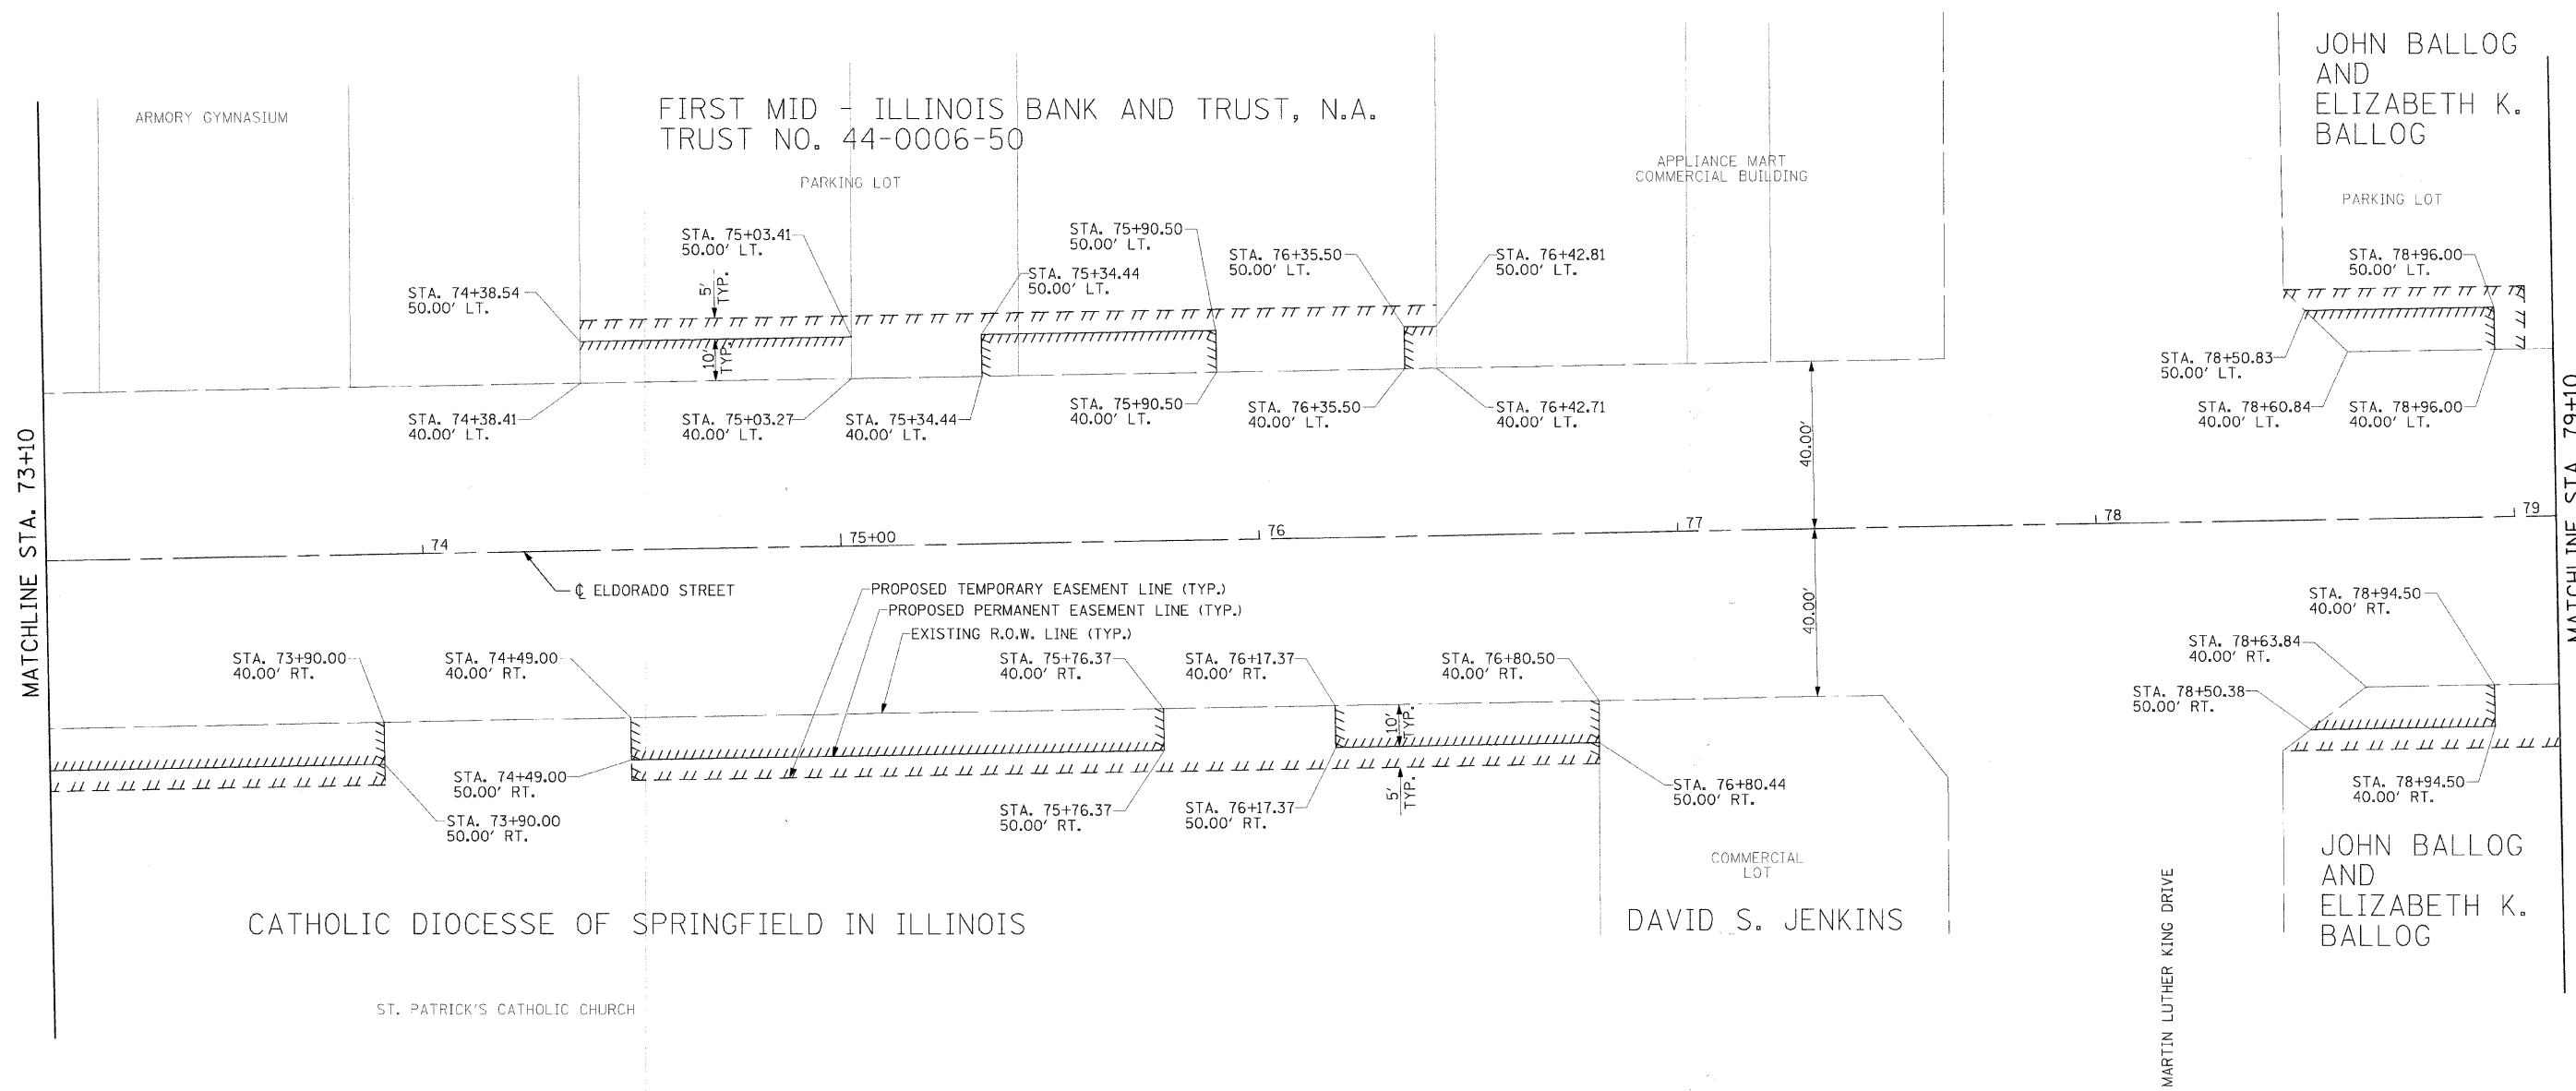 JOHN BALLOG
AND
ELIZABETH K.
BALLOG
ARMORY GYMNASIUM
FIRST MID - ILLINOIS BANK AND TRUST, N.A.
TRUST NO. 44-0006-50
PARKING LOT
APPLIANCE MART
COMMERCIAL BUILDING
PARKING LOT
STA. 74+38.54
50.00' LT.
STA. 75+03.41
50.00' LT.
5'
TYP.
STA. 75+34.44
50.00' LT.
STA. 75+90.50
50.00' LT.
STA. 76+35.50
50.00' LT.
STA. 76+42.81
50.00' LT.
STA. 78+96.00
50.00' LT.
10'
TYP.
STA. 78+50.83
50.00' LT.
STA. 74+38.41
40.00' LT.
STA. 75+03.27
40.00' LT.
STA. 75+34.44
40.00' LT.
STA. 75+90.50
40.00' LT.
STA. 76+35.50
40.00' LT.
STA. 76+42.71
40.00' LT.
STA. 78+60.84
40.00' LT.
STA. 78+96.00
40.00' LT.
MATCHLINE STA. 73+10
40.00'
MATCHLINE STA. 79+10
74
75+00
76
77
78
79
℄ ELDORADO STREET
PROPOSED TEMPORARY EASEMENT LINE (TYP.)
PROPOSED PERMANENT EASEMENT LINE (TYP.)
EXISTING R.O.W. LINE (TYP.)
40.00'
STA. 78+94.50
40.00' RT.
STA. 78+63.84
40.00' RT.
STA. 78+50.38
50.00' RT.
STA. 73+90.00
40.00' RT.
STA. 74+49.00
40.00' RT.
STA. 75+76.37
40.00' RT.
STA. 76+17.37
40.00' RT.
STA. 76+80.50
40.00' RT.
10'
TYP.
STA. 74+49.00
50.00' RT.
STA. 73+90.00
50.00' RT.
STA. 75+76.37
50.00' RT.
STA. 76+17.37
50.00' RT.
5'
TYP.
STA. 76+80.44
50.00' RT.
STA. 78+94.50
40.00' RT.
COMMERCIAL
LOT
JOHN BALLOG
AND
ELIZABETH K.
BALLOG
CATHOLIC DIOCESSE OF SPRINGFIELD IN ILLINOIS
DAVID S. JENKINS
MARTIN LUTHER KING DRIVE
ST. PATRICK'S CATHOLIC CHURCH